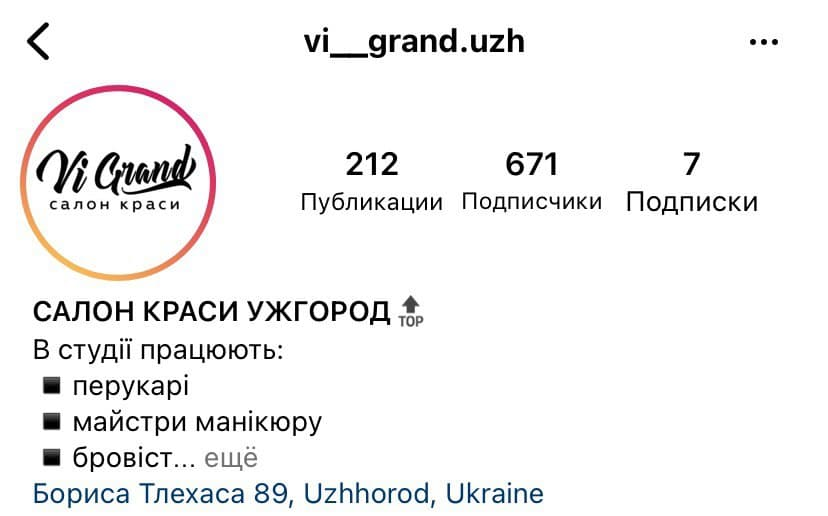 vi__grand.uzh
Vi Grand
салон краси
212 671 7
Публикации Подписчики Подписки
САЛОН КРАСИ УЖГОРОД 🔝
В студії працюють:
▪️ перукарі
▪️ майстри манікюру
▪️ бровіст... ещё
Бориса Тлехаса 89, Uzhhorod, Ukraine